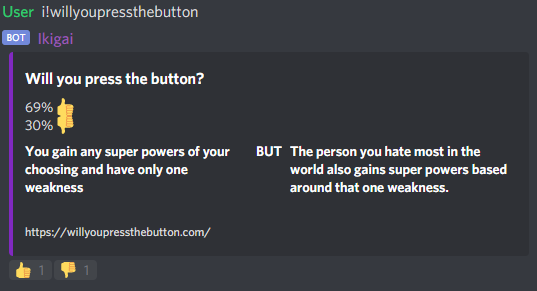 User i!willyoupressthebutton
BOT Ikigai
Will you press the button?
69% 👍
30% 👎
You gain any super powers of your
choosing and have only one
weakness
BUT
The person you hate most in the
world also gains super powers based
around that one weakness.
https://willyoupressthebutton.com/
👍 1 👎 1